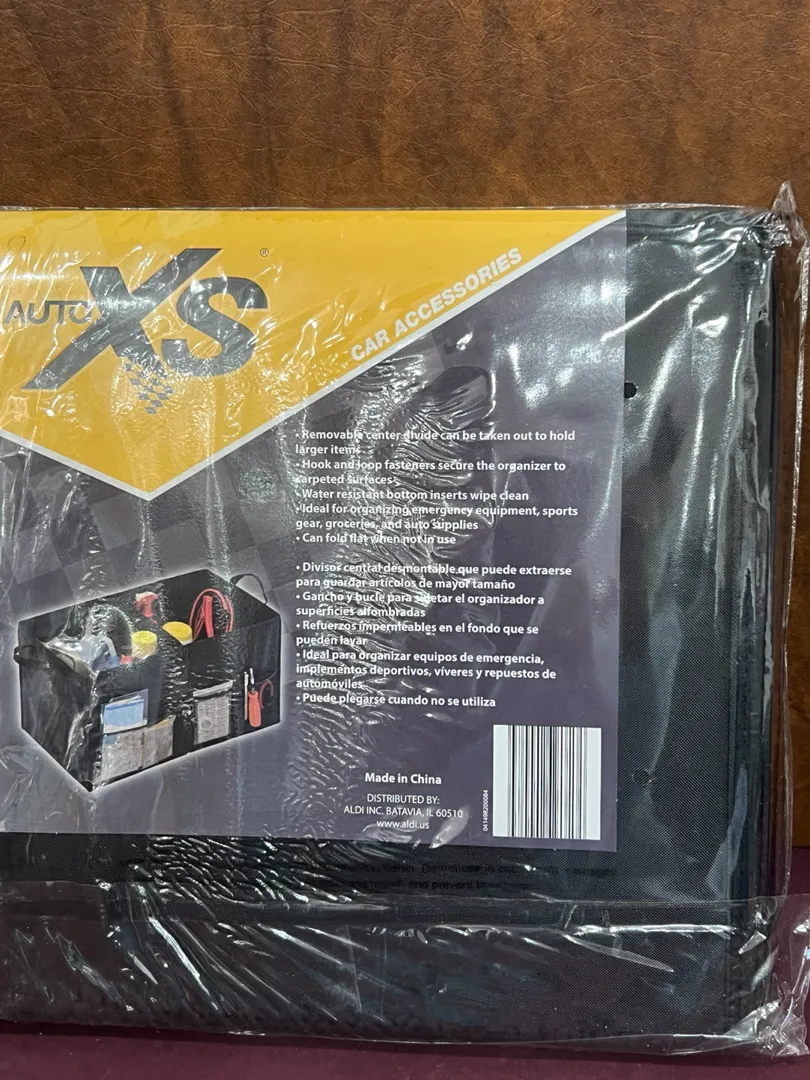 AUTO XS ®
CAR ACCESSORIES
• Removable center divide can be taken out to hold
larger items
• Hook and loop fasteners secure the organizer to
carpeted surfaces
• Water resistant bottom inserts wipe clean
• Ideal for organizing emergency equipment, sports
gear, groceries, and auto supplies
• Can fold flat when not in use
• Divisor central desmontable que puede extraerse
para guardar artículos de mayor tamaño
• Gancho y bucle para sujetar el organizador a
superficies alfombradas
• Refuerzos impermeables en el fondo que se
pueden lavar
• Ideal para organizar equipos de emergencia,
implementos deportivos, víveres y repuestos de
automóviles
• Puede plegarse cuando no se utiliza
Made in China
DISTRIBUTED BY:
ALDI INC. BATAVIA, IL 60510
www.aldi.us
041498200084
and prevent